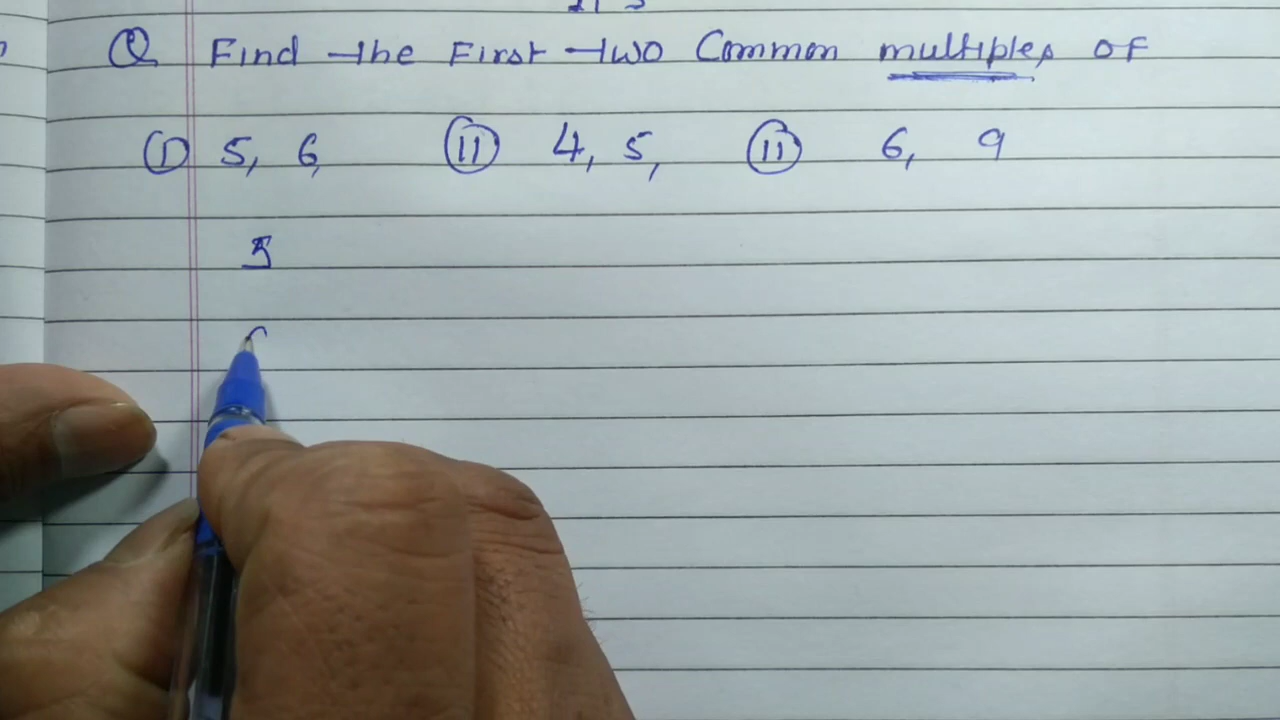 Q Find the First two Common multiples of
(I) 5, 6, (II) 4, 5, (II) 6, 9
5